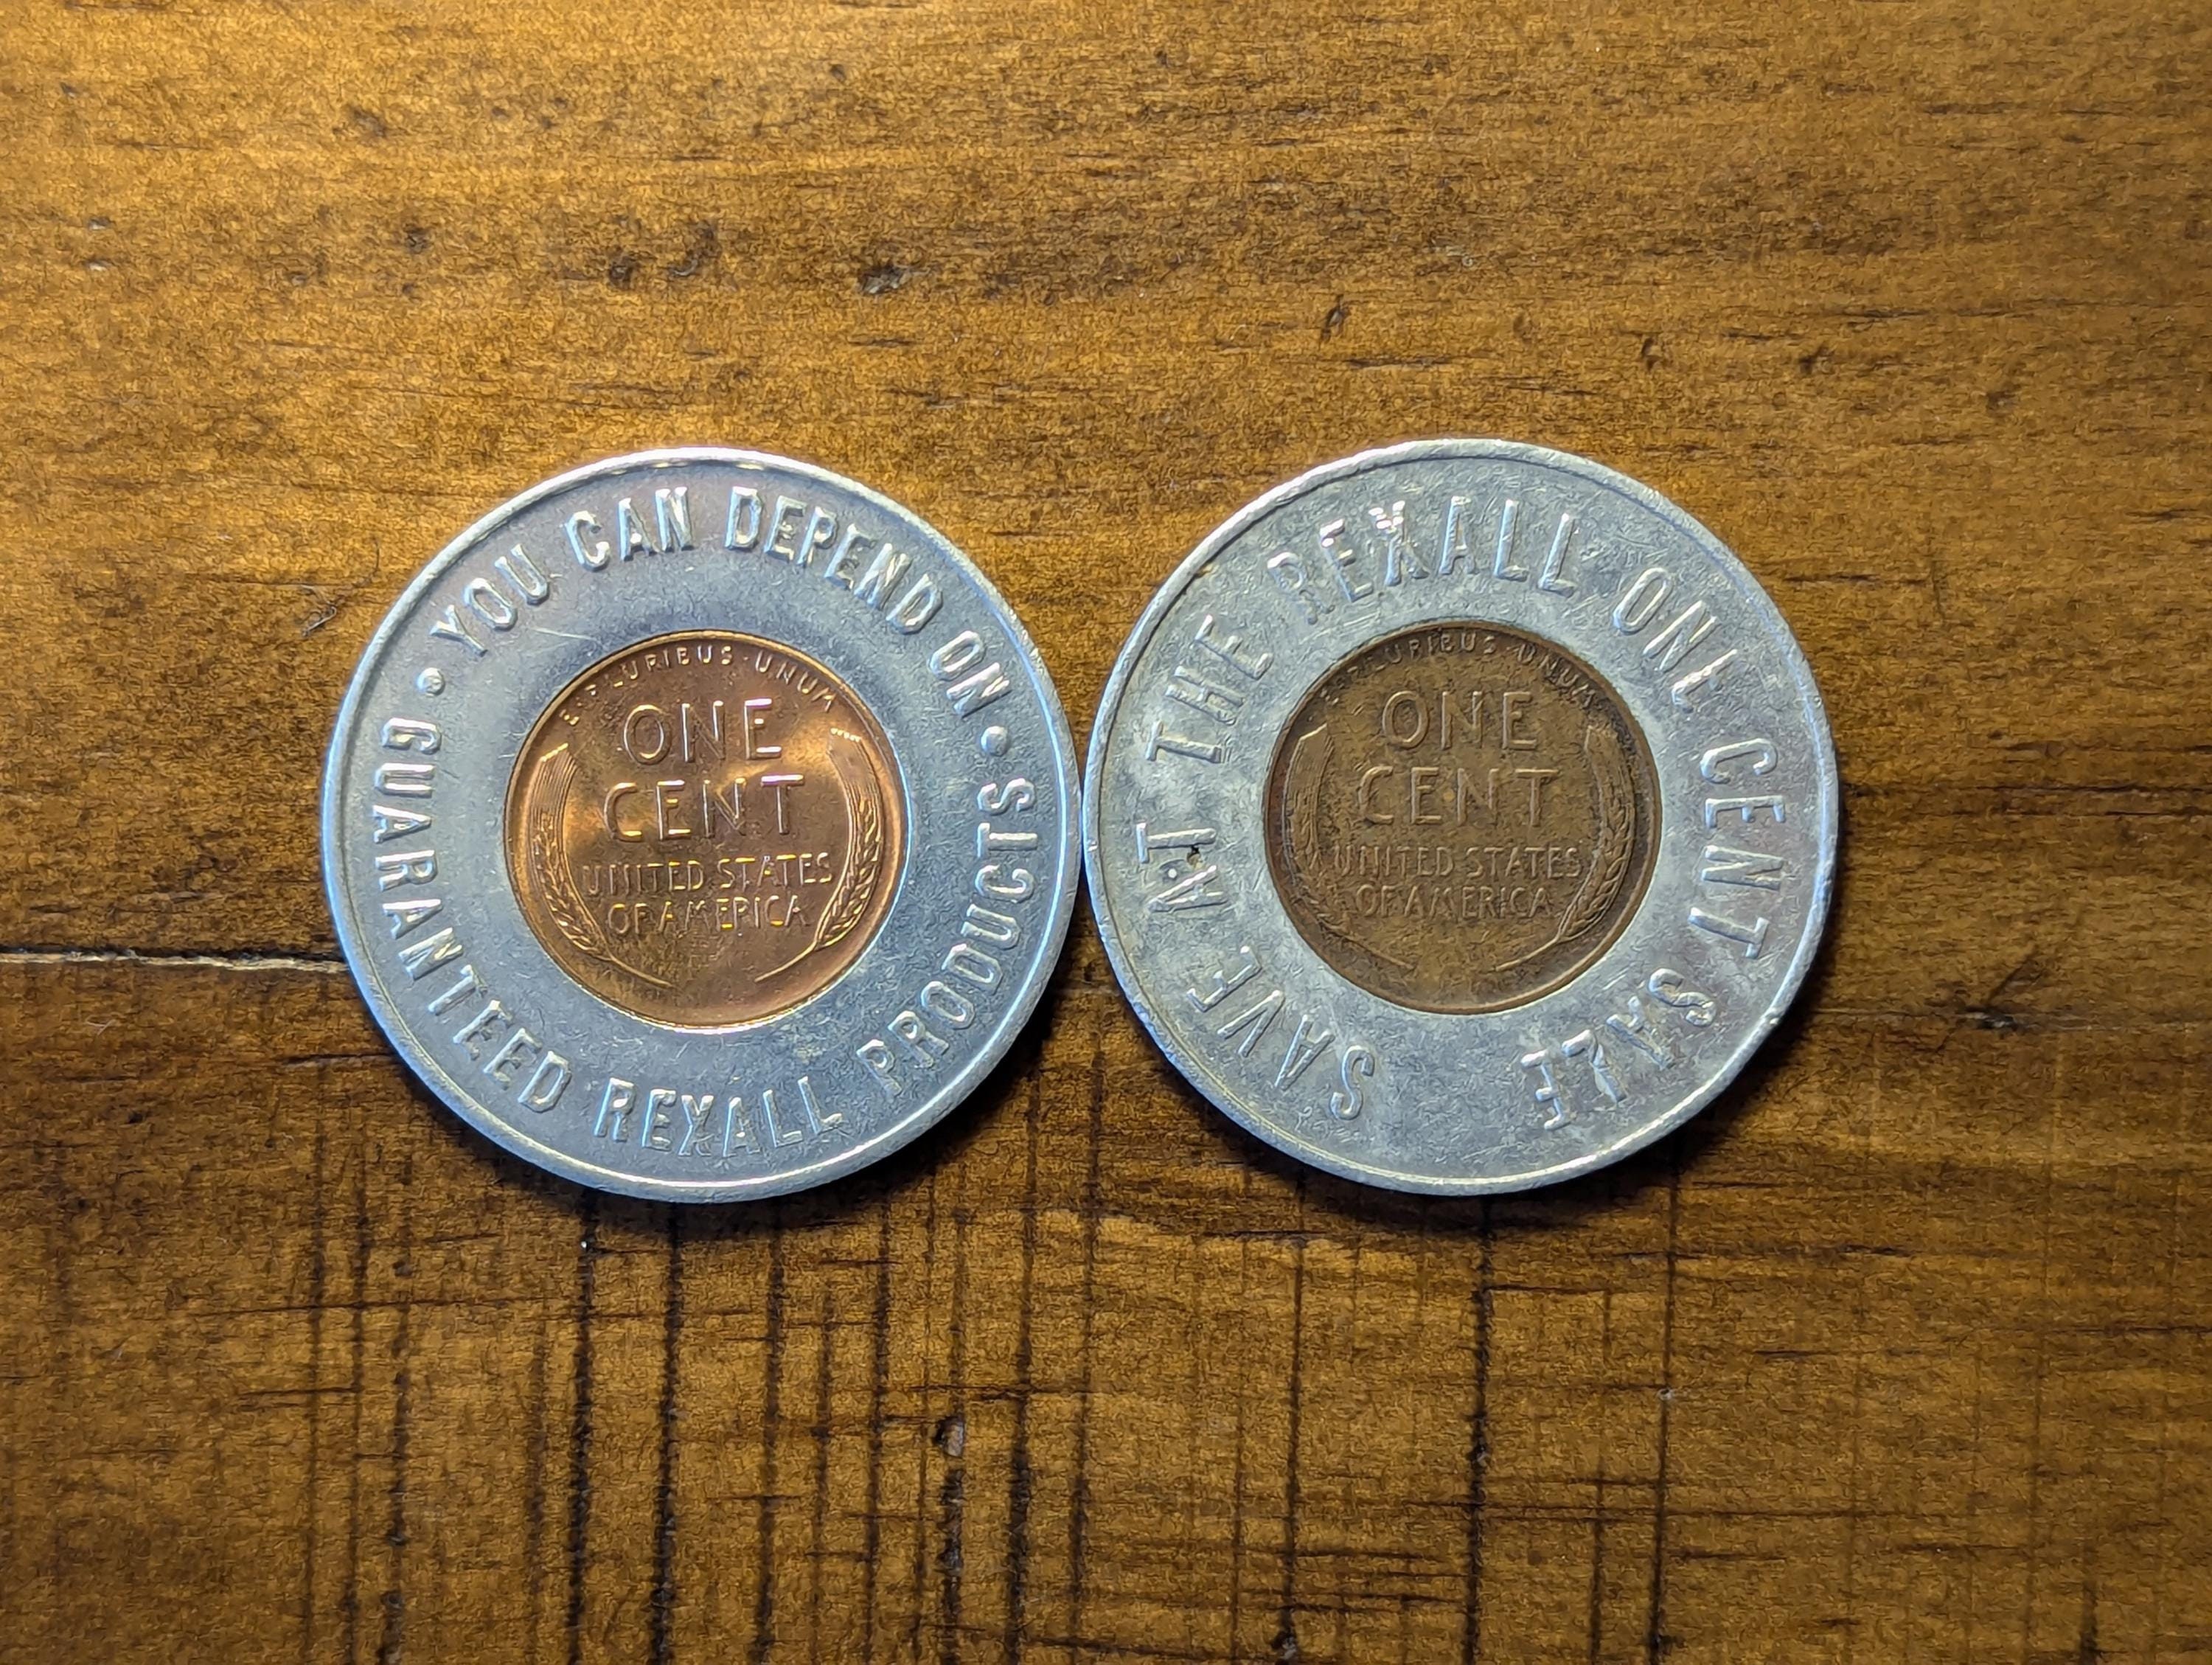 • YOU CAN DEPEND ON •
GUARANTEED REXALL PRODUCTS
E·PLURIBUS·UNUM
ONE
CENT
UNITED STATES
OF AMERICA
SAVE AT THE REXALL ONE CENT SALE
E·PLURIBUS·UNUM
ONE
CENT
UNITED STATES
OF AMERICA